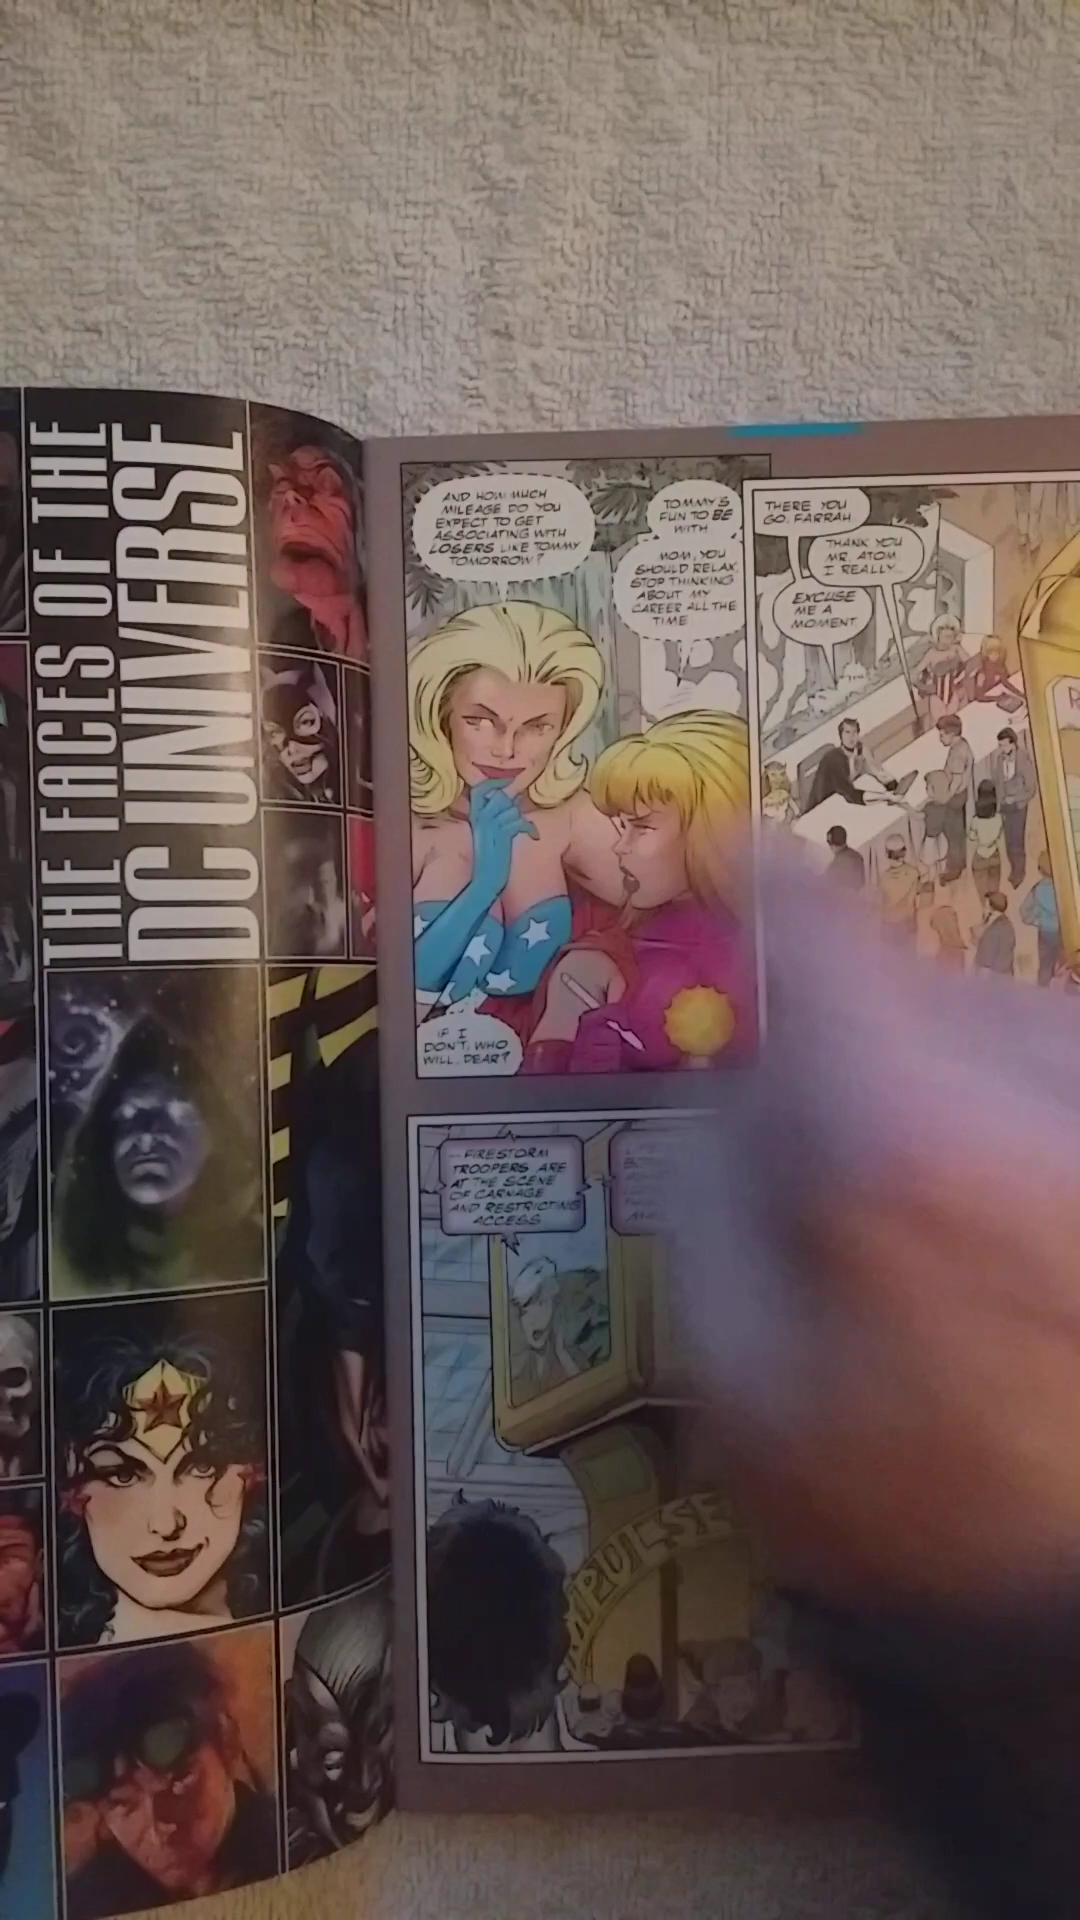 THE FACES OF THE
DC UNIVERSE
AND HOW MUCH
MILEAGE DO YOU
EXPECT TO GET
ASSOCIATING WITH
LOSERS LIKE TOMMY
TOMORROW?
TOMMY'S
FUN TO BE
WITH
MOM, YOU
SHOULD RELAX,
STOP THINKING
ABOUT MY
CAREER ALL THE
TIME
IF I
DON'T, WHO
WILL, DEAR?
THERE YOU
GO, FARRAH
THANK YOU
MR. ATOM
I REALLY...
EXCUSE
ME A
MOMENT.
--FIRESTORM
TROOPERS ARE
AT THE SCENE
OF CARNAGE
AND RESTRICTING
ACCESS
MPULSE